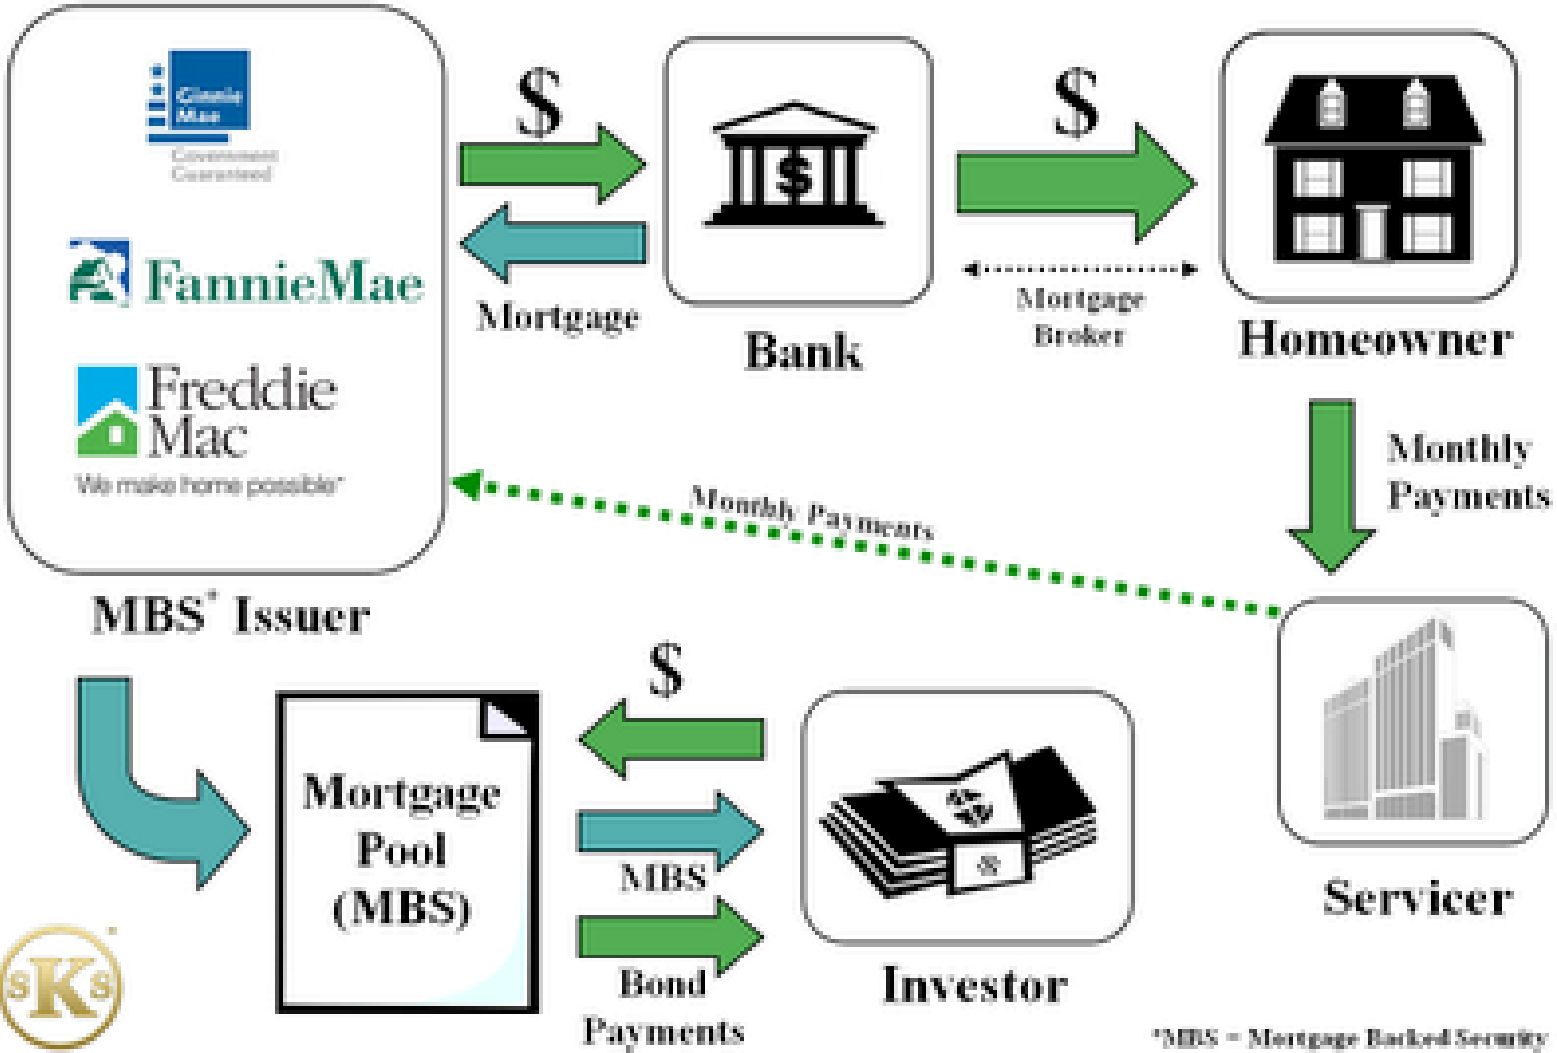 Ginnie
Mae
Government
Guaranteed
FannieMae
Freddie
Mac
We make home possible*
MBS* Issuer
$
Mortgage
$
Bank
$
Mortgage
Broker
Homeowner
Monthly
Payments
Monthly Payments
Servicer
Mortgage
Pool
(MBS)
$
MBS
Bond
Payments
$
Investor
SKS
*MBS = Mortgage Backed Security